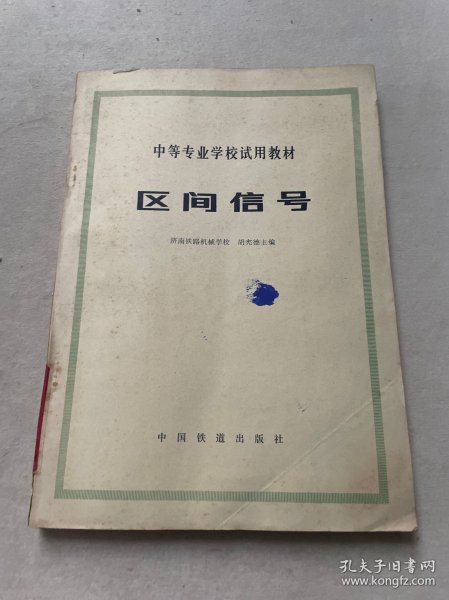 中等专业学校试用教材
区间信号
济南铁路机械学校 胡尧德主编
中国铁道出版社
孔夫子旧书网
www.kongfz.com